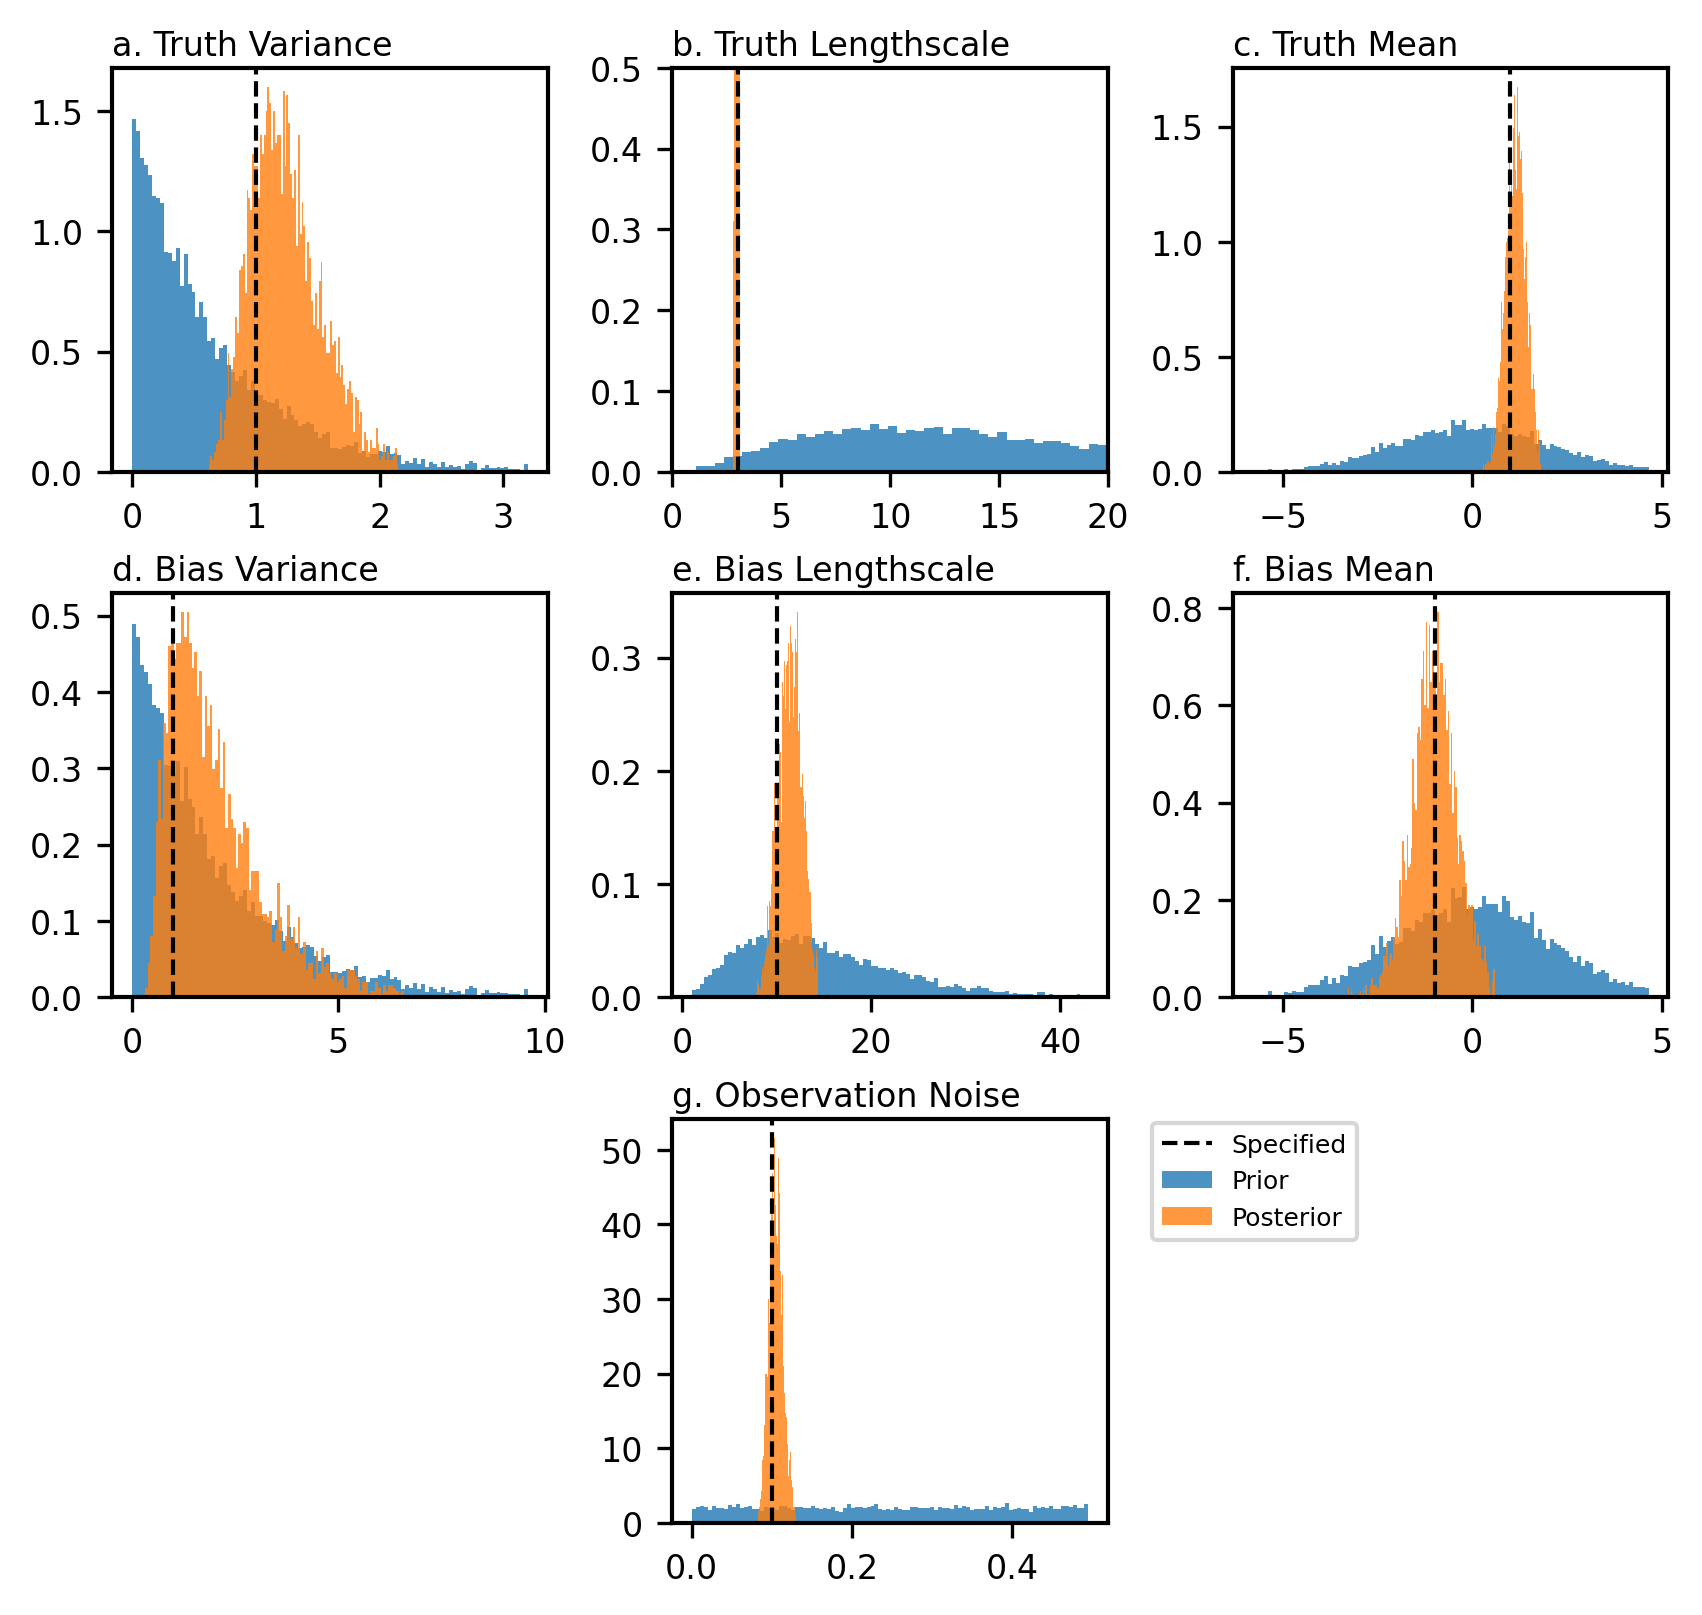 a. Truth Variance
b. Truth Lengthscale
c. Truth Mean
1.5
1.0
0.5
0.0
0 1 2 3
0.5
0.4
0.3
0.2
0.1
0.0
0 5 10 15 20
1.5
1.0
0.5
0.0
−5 0 5
d. Bias Variance
e. Bias Lengthscale
f. Bias Mean
0.5
0.4
0.3
0.2
0.1
0.0
0 5 10
0.3
0.2
0.1
0.0
0 20 40
0.8
0.6
0.4
0.2
0.0
−5 0 5
g. Observation Noise
50
40
30
20
10
0
0.0 0.2 0.4
Specified
Prior
Posterior